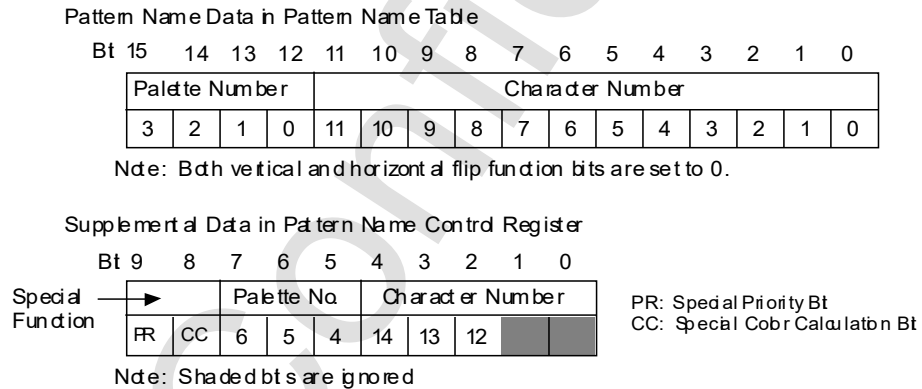 Pattern Name Data in Pattern Name Table
Bit 15 14 13 12 11 10 9 8 7 6 5 4 3 2 1 0
Palette Number Character Number
3 2 1 0 11 10 9 8 7 6 5 4 3 2 1 0
Note: Both vertical and horizontal flip function bits are set to 0.
Supplemental Data in Pattern Name Control Register
Bit 9 8 7 6 5 4 3 2 1 0
Special Function
Palette No. Character Number
PR CC 6 5 4 14 13 12
PR: Special Priority Bit
CC: Special Color Calculation Bit
Note: Shaded bits are ignored